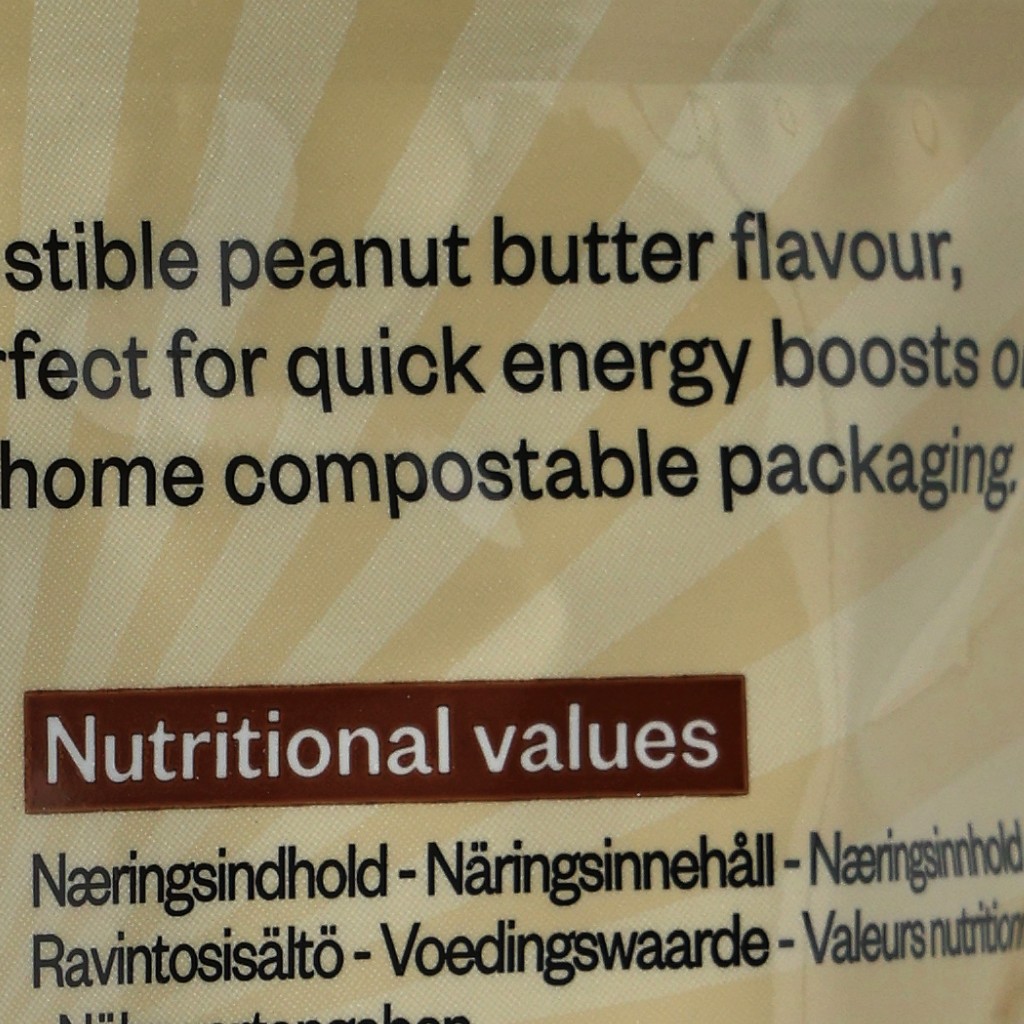 stible peanut butter flavour,
rfect for quick energy boosts
home compostable packaging.
Nutritional values
Næringsindhold - Näringsinnehåll - Næringsinnhold
Ravintosisältö - Voedingswaarde - Valeurs nutrition